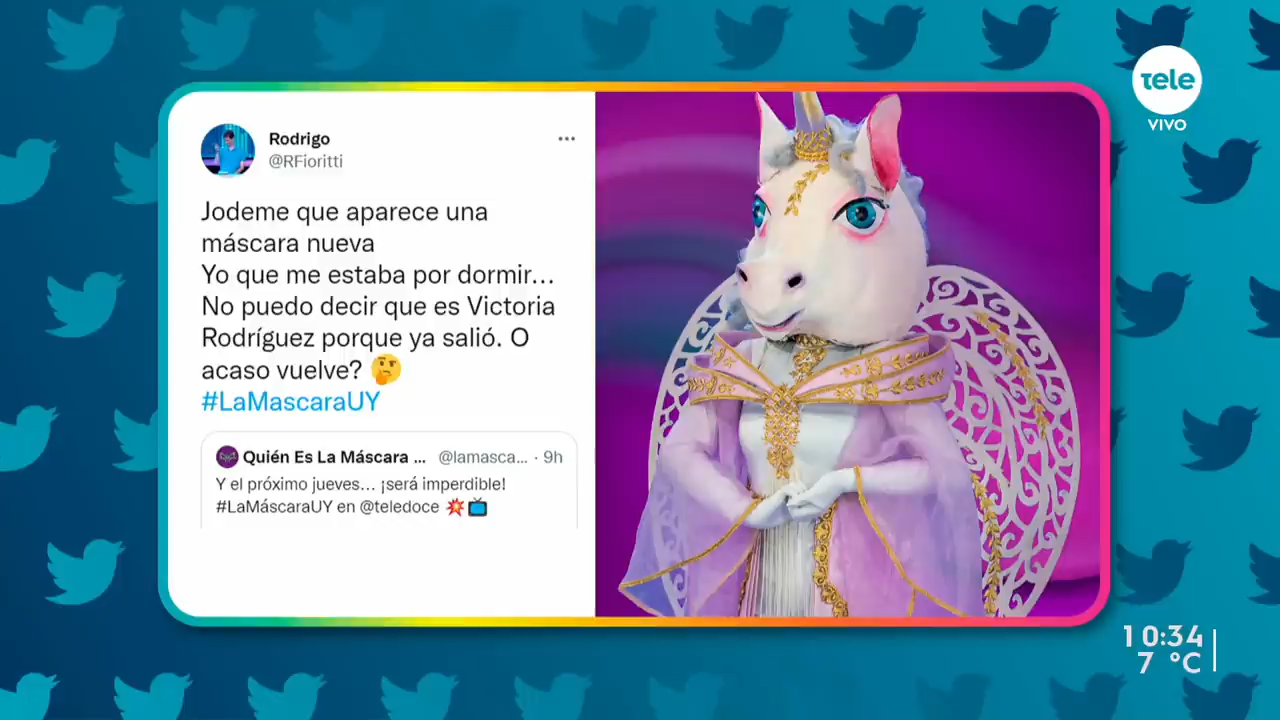 tele
VIVO
Rodrigo
@RFioritti
Jodeme que aparece una
máscara nueva
Yo que me estaba por dormir...
No puedo decir que es Victoria
Rodríguez porque ya salió. O
acaso vuelve? 🤔
#LaMascaraUY
Quién Es La Máscara ... @lamasca... · 9h
Y el próximo jueves... ¡será imperdible!
#LaMáscaraUY en @teledoce 💥📺
10:34
7 °C